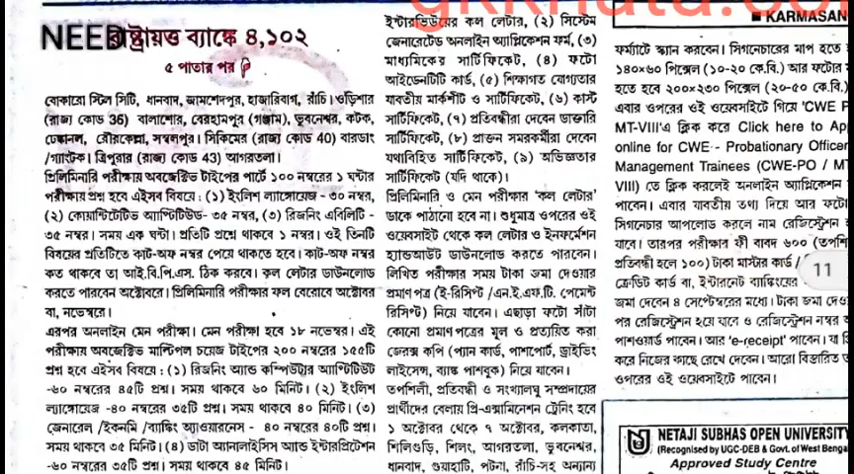 রাষ্ট্রায়ত্ত ব্যাঙ্কে ৪,১০২
৫ পাতার পর
বোকারো স্টিল সিটি, ধানবাদ, জামশেদপুর, হাজারিবাগ, রাঁচি। ওড়িশার
(রাজ্য কোড 36) বালাশোর, বেরহামপুর (গঞ্জাম), ভুবনেশ্বর, কটক,
ঢেঙ্কানল, রৌরকেল্লা, সম্বলপুর। সিকিমের (রাজ্য কোড 40) বারডাং
/গ্যাংটক। ত্রিপুরার (রাজ্য কোড 43) আগরতলা।
প্রিলিমিনারি পরীক্ষায় অবজেক্টিভ টাইপের পার্টে ১০০ নম্বরের ১ ঘন্টার
পরীক্ষায় প্রশ্ন হবে এইসব বিষয়ে : (১) ইংলিশ ল্যাঙ্গোয়েজ - ৩০ নম্বর,
(২) কোয়ান্টিটেটিভ অ্যাপ্টিটিউড- ৩৫ নম্বর, (৩) রিজনিং এবিলিটি -
৩৫ নম্বর। সময় এক ঘন্টা। প্রতিটি প্রশ্নে থাকবে ১ নম্বর। ওই তিনটি
বিষয়ের প্রতিটিতে কাট-অফ নম্বর পেয়ে থাকতে হবে। কাট-অফ নম্বর
কত থাকবে তা আই.বি.পি.এস. ঠিক করবে। কল লেটার ডাউনলোড
করতে পারবেন অক্টোবরে। প্রিলিমিনারি পরীক্ষার ফল বেরোবে অক্টোবর
বা, নভেম্বরে।
এরপর অনলাইন মেন পরীক্ষা। মেন পরীক্ষা হবে ১৮ নভেম্বর। এই
পরীক্ষায় অবজেক্টিভ মাল্টিপল চয়েজ টাইপের ২০০ নম্বরের ১৫৫টি
প্রশ্ন হবে এইসব বিষয়ে : (১) রিজনিং অ্যান্ড কম্পিউটার অ্যাপ্টিটিউট
-৬০ নম্বরের ৪৫টি প্রশ্ন। সময় থাকবে ৬০ মিনিট। (২) ইংলিশ
ল্যাঙ্গোয়েজ -৪০ নম্বরের ৩৫টি প্রশ্ন। সময় থাকবে ৪০ মিনিট। (৩)
জেনারেল /ইকনমি /ব্যাঙ্কিং অ্যাওয়ারনেস - ৪০ নম্বরের ৪০টি প্রশ্ন।
সময় থাকবে ৩৫ মিনিট। (৪) ডাটা অ্যানালাইসিস অ্যান্ড ইন্টারপ্রিটেশন
-৬০ নম্বরের ৩৫টি প্রশ্ন। সময় থাকবে ৪৫ মিনিট।
ইন্টারভিউয়ের কল লেটার, (২) সিস্টেম
জেনারেটেড অনলাইন অ্যাপ্লিকেশন ফর্ম, (৩)
মাধ্যমিকের সার্টিফিকেট, (৪) ফটো
আইডেনটিটি কার্ড, (৫) শিক্ষাগত যোগ্যতার
যাবতীয় মার্কশীট ও সার্টিফিকেট, (৬) কাস্ট
সার্টিফিকেট, (৭) প্রতিবন্ধীরা দেবেন ডাক্তারি
সার্টিফিকেট, (৮) প্রাক্তন সমরকর্মীরা দেবেন
যথাবিহিত সার্টিফিকেট, (৯) অভিজ্ঞতার
সার্টিফিকেট (যদি থাকে)।
প্রিলিমিনারি ও মেন পরীক্ষার 'কল লেটার'
ডাকে পাঠানো হবে না। শুধুমাত্র ওপরের ওই
ওয়েবসাইট থেকে কল লেটার ও ইনফর্মেশন
হ্যান্ডআউট ডাউনলোড করতে পারবেন।
লিখিত পরীক্ষার সময় টাকা জমা দেওয়ার
প্রমাণপত্র (ই-রিসিপ্ট /এন.ই.এফ.টি. পেমেন্ট
রিসিপ্ট) নিয়ে যাবেন। এছাড়া ফটো সাঁটা
কোনো প্রমাণপত্রের মূল ও প্রত্যয়িত করা
জেরক্স কপি (প্যান কার্ড, পাশপোর্ট, ড্রাইভিং
লাইসেন্স, ব্যাঙ্ক পাশবুক) নিয়ে যাবেন।
তপশিলী, প্রতিবন্ধী ও সংখ্যালঘু সম্প্রদায়ের
প্রার্থীদের বেলায় প্রি-এক্সামিনেশন ট্রেনিং হবে
১ অক্টোবর থেকে ৭ অক্টোবর, কলকাতা,
শিলিগুড়ি, শিলং, আগরতলা, ভুবনেশ্বর,
ধানবাদ, গুয়াহাটি, পটনা, রাঁচি-সহ অন্যান্য
■ KARMASAN
ফর্ম্যাটে স্ক্যান করবেন। সিগনেচারের মাপ হতে
১৪০×৬০ পিক্সেল (১০-২০ কে.বি.) আর ফটোর
হতে হবে ২০০×২৩০ পিক্সেল (২০-৫০ কে.বি.)
এবার ওপরের ওই ওয়েবসাইটে গিয়ে 'CWE P
MT-VIII'এ ক্লিক করে Click here to Ap
online for CWE - Probationary Officer
Management Trainees (CWE-PO / MT
VIII) তে ক্লিক করলেই অনলাইন অ্যাপ্লিকেশন
পাবেন। এবার যাবতীয় তথ্য দিয়ে আর ফটো
সিগনেচার আপলোড করলে নাম রেজিস্ট্রেশন
যাবে। তারপর পরীক্ষার ফী বাবদ ৬০০ (তপশি
প্রতিবন্ধী হলে ১০০) টাকা মাস্টার কার্ড /
ক্রেডিট কার্ড বা, ইন্টারনেট ব্যাঙ্কিংয়ের
জমা দেবেন ৪ সেপ্টেম্বরের মধ্যে। টাকা জমা দেও
পর রেজিস্ট্রেশন হয়ে যাবে ও রেজিস্ট্রেশন নম্বর
পাশওয়ার্ড পাবেন। আর 'e-receipt' পাবেন। যা
করে নিজের কাছে রেখে দেবেন। আরো বিস্তারিত
ওপরের ওই ওয়েবসাইটে পাবেন।
11
NETAJI SUBHAS OPEN UNIVERSITY
(Recognised by UGC-DEB & Govt. of West Benga
Approved Study Centre